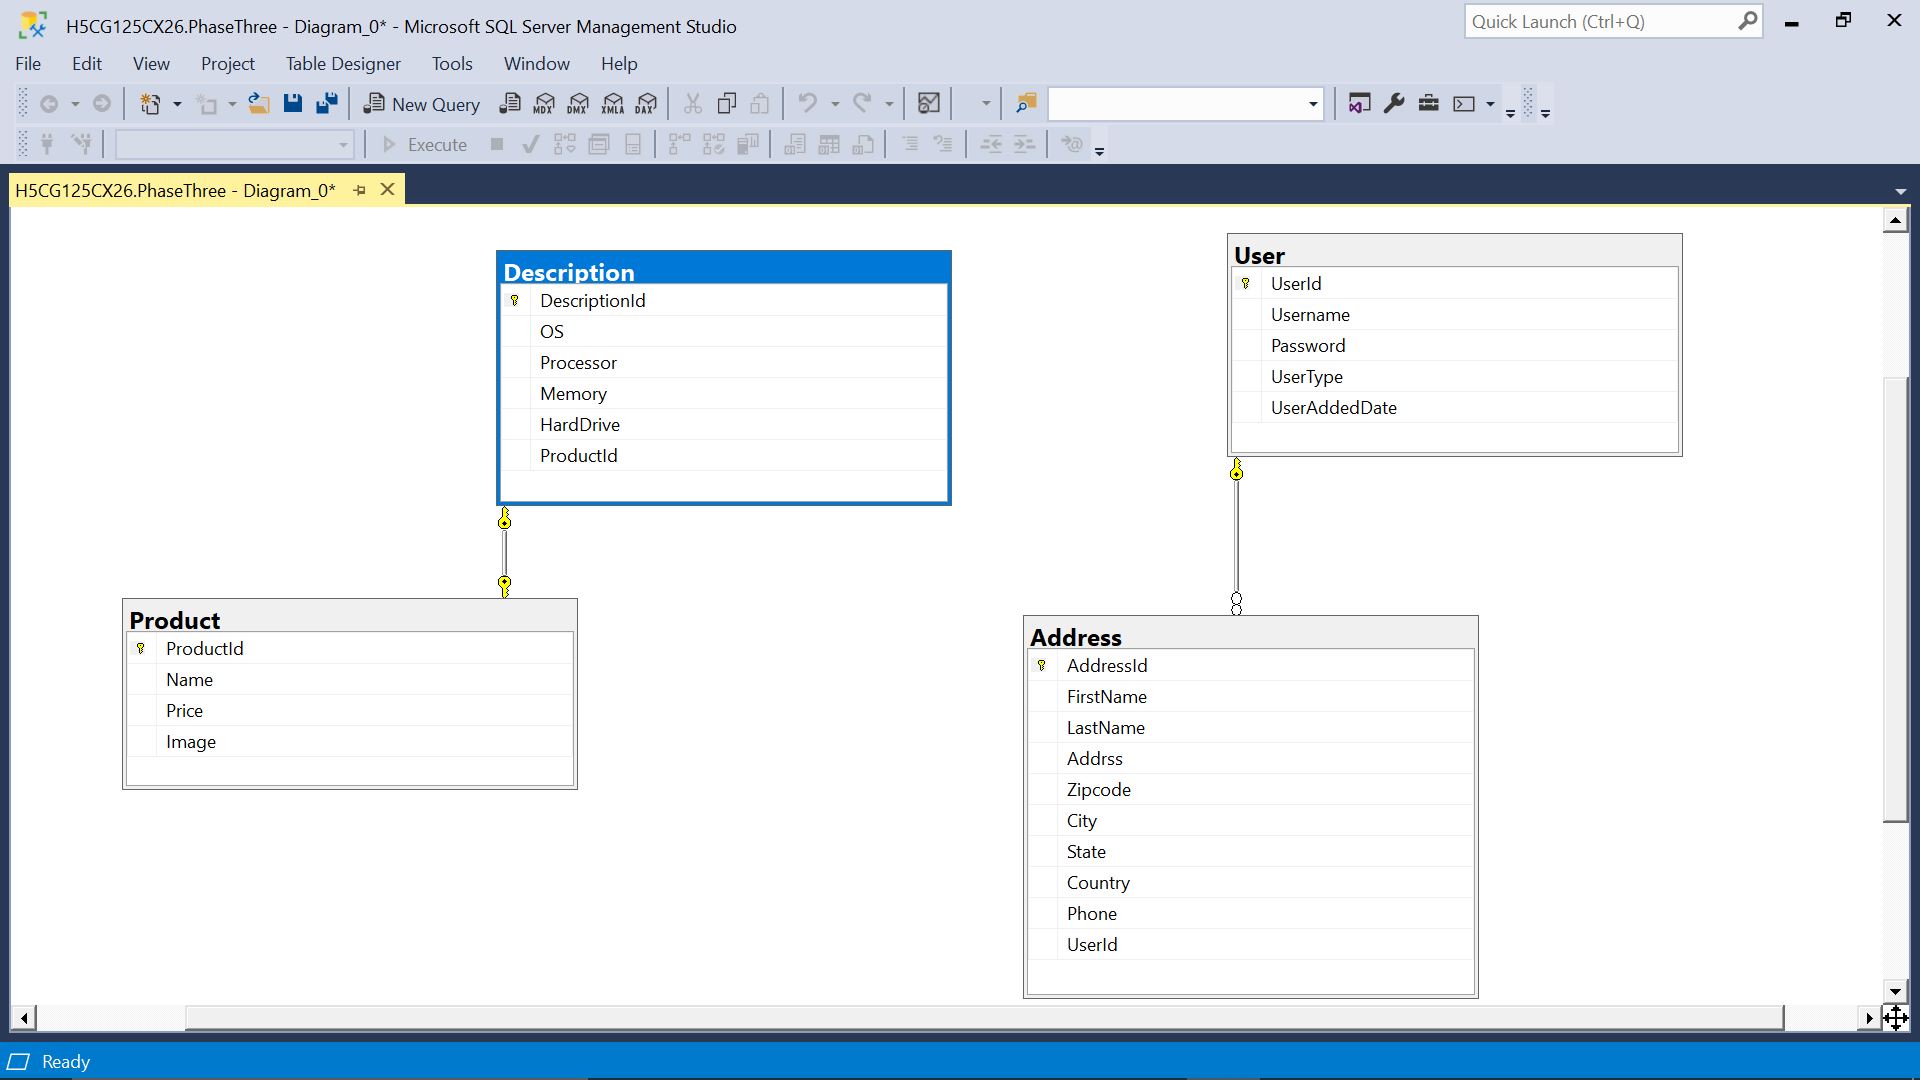 H5CG125CX26.PhaseThree - Diagram_0* - Microsoft SQL Server Management Studio
Quick Launch (Ctrl+Q)
File Edit View Project Table Designer Tools Window Help
New Query MDX DMX XMLA DAX
Execute
H5CG125CX26.PhaseThree - Diagram_0*
Description
DescriptionId
OS
Processor
Memory
HardDrive
ProductId
User
UserId
Username
Password
UserType
UserAddedDate
Product
ProductId
Name
Price
Image
Address
AddressId
FirstName
LastName
Addrss
Zipcode
City
State
Country
Phone
UserId
Ready